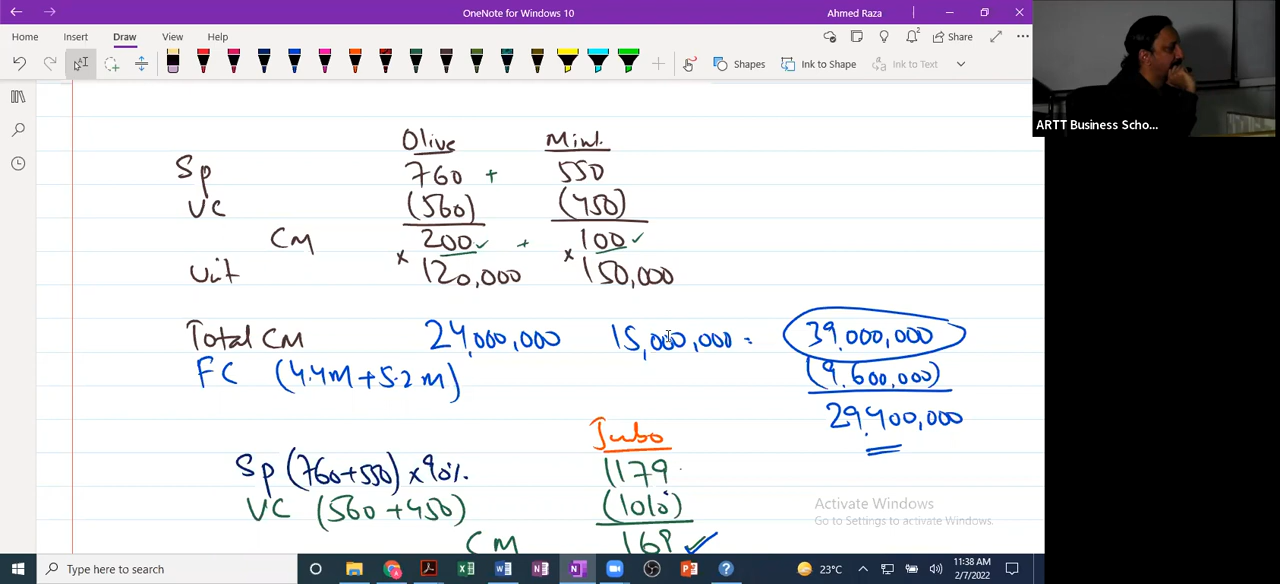 OneNote for Windows 10
Ahmed Raza
Home Insert Draw View Help
Share
Shapes Ink to Shape Ink to Text
ARTT Business Scho...
Olive Mint
Sp 760 + 550
VC (560) (450)
CM 200 ✓ + 100 ✓
Unit × 120,000 × 150,000
Total CM 24,000,000 15,000,000 = 39,000,000
FC (4.4M+5.2M) (9,600,000)
29,400,000
Jubo
Sp (760+550) × 90% 1179
VC (560+450) (1010)
CM 169 ✓
Activate Windows
Go to Settings to activate Windows.
Type here to search
23°C
11:38 AM
2/7/2022